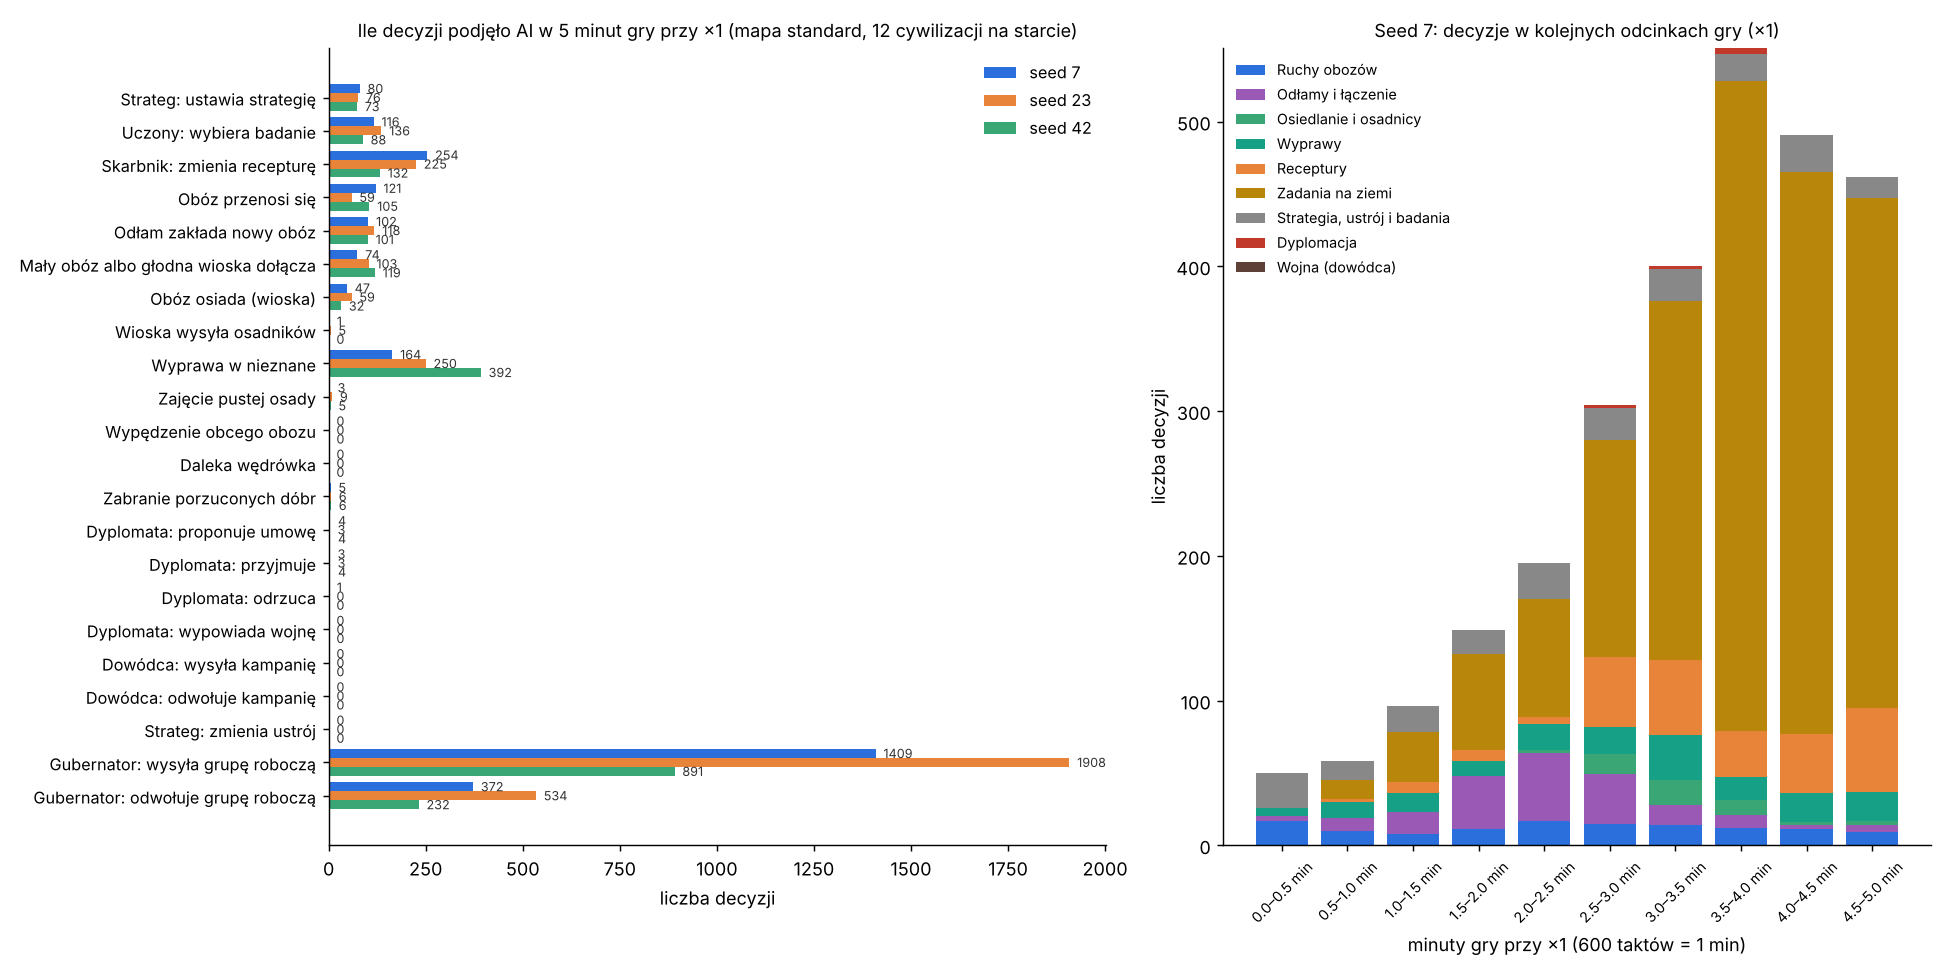 Ile decyzji podjęło AI w 5 minut gry przy ×1 (mapa standard, 12 cywilizacji na starcie)
seed 7
seed 23
seed 42
Strateg: ustawia strategię
80
76
73
Uczony: wybiera badanie
116
136
88
Skarbnik: zmienia recepturę
254
225
132
Obóz przenosi się
121
59
105
Odłam zakłada nowy obóz
102
118
101
Mały obóz albo głodna wioska dołącza
74
103
119
Obóz osiada (wioska)
47
59
32
Wioska wysyła osadników
1
5
0
Wyprawa w nieznane
164
250
392
Zajęcie pustej osady
3
9
5
Wypędzenie obcego obozu
0
0
0
Daleka wędrówka
0
0
0
Zabranie porzuconych dóbr
5
6
6
Dyplomata: proponuje umowę
4
3
4
Dyplomata: przyjmuje
3
3
4
Dyplomata: odrzuca
1
0
0
Dyplomata: wypowiada wojnę
0
0
0
Dowódca: wysyła kampanię
0
0
0
Dowódca: odwołuje kampanię
0
0
0
Strateg: zmienia ustrój
0
0
0
Gubernator: wysyła grupę roboczą
1409
1908
891
Gubernator: odwołuje grupę roboczą
372
534
232
0 250 500 750 1000 1250 1500 1750 2000
liczba decyzji
Seed 7: decyzje w kolejnych odcinkach gry (×1)
Ruchy obozów
Odłamy i łączenie
Osiedlanie i osadnicy
Wyprawy
Receptury
Zadania na ziemi
Strategia, ustrój i badania
Dyplomacja
Wojna (dowódca)
liczba decyzji
500
400
300
200
100
0
0.0–0.5 min
0.5–1.0 min
1.0–1.5 min
1.5–2.0 min
2.0–2.5 min
2.5–3.0 min
3.0–3.5 min
3.5–4.0 min
4.0–4.5 min
4.5–5.0 min
minuty gry przy ×1 (600 taktów = 1 min)